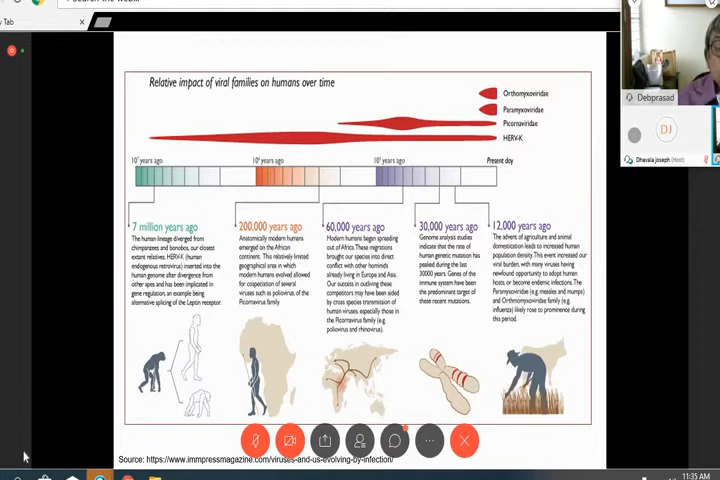 Tab
Relative impact of viral families on humans over time
Orthomyxoviridae
Paramyxoviridae
Picornaviridae
HERV-K
10⁷ years ago
10⁶ years ago
10⁵ years ago
Present day
7 million years ago
The human lineage diverged from
chimpanzees and bonobos, our closest
extant relatives. HERV-K (human
endogenous retrovirus) inserted into the
human genome after divergence from
other apes and has been implicated in
gene regulation, an example being
alternative splicing of the Leptin receptor.
200,000 years ago
Anatomically modern humans
emerged on the African
continent. This relatively limited
geographical area in which
modern humans evolved allowed
for cospeciation of several
viruses such as poliovirus, of the
Picornavirus family
60,000 years ago
Modern humans began spreading
out of Africa. These migrations
brought our species into direct
conflict with other hominids
already living in Europe and Asia.
Our success in outliving these
competitors may have been aided
by cross species transmission of
human viruses, especially those in
the Picornavirus family (e.g.
poliovirus and rhinovirus).
30,000 years ago
Genome analysis studies
indicate that the rate of
human genetic mutation has
peaked during the last
30000 years. Genes of the
immune system have been
the predominant target of
these recent mutations.
12,000 years ago
The advent of agriculture and animal
domestication leads to increased human
population density. This event increased our
viral burden, with many viruses having
newfound opportunity to adopt human
hosts, or become endemic infections. The
Paramyxoviridae (e.g. measles and mumps)
and Orthomyxoviridae family (e.g.
influenza) likely rose to prominence during
this period.
Source: https://www.immpressmagazine.com/viruses-and-us-evolving-by-infection/
Debprasad
DJ
Dhavala joseph (Host)
11:35 AM